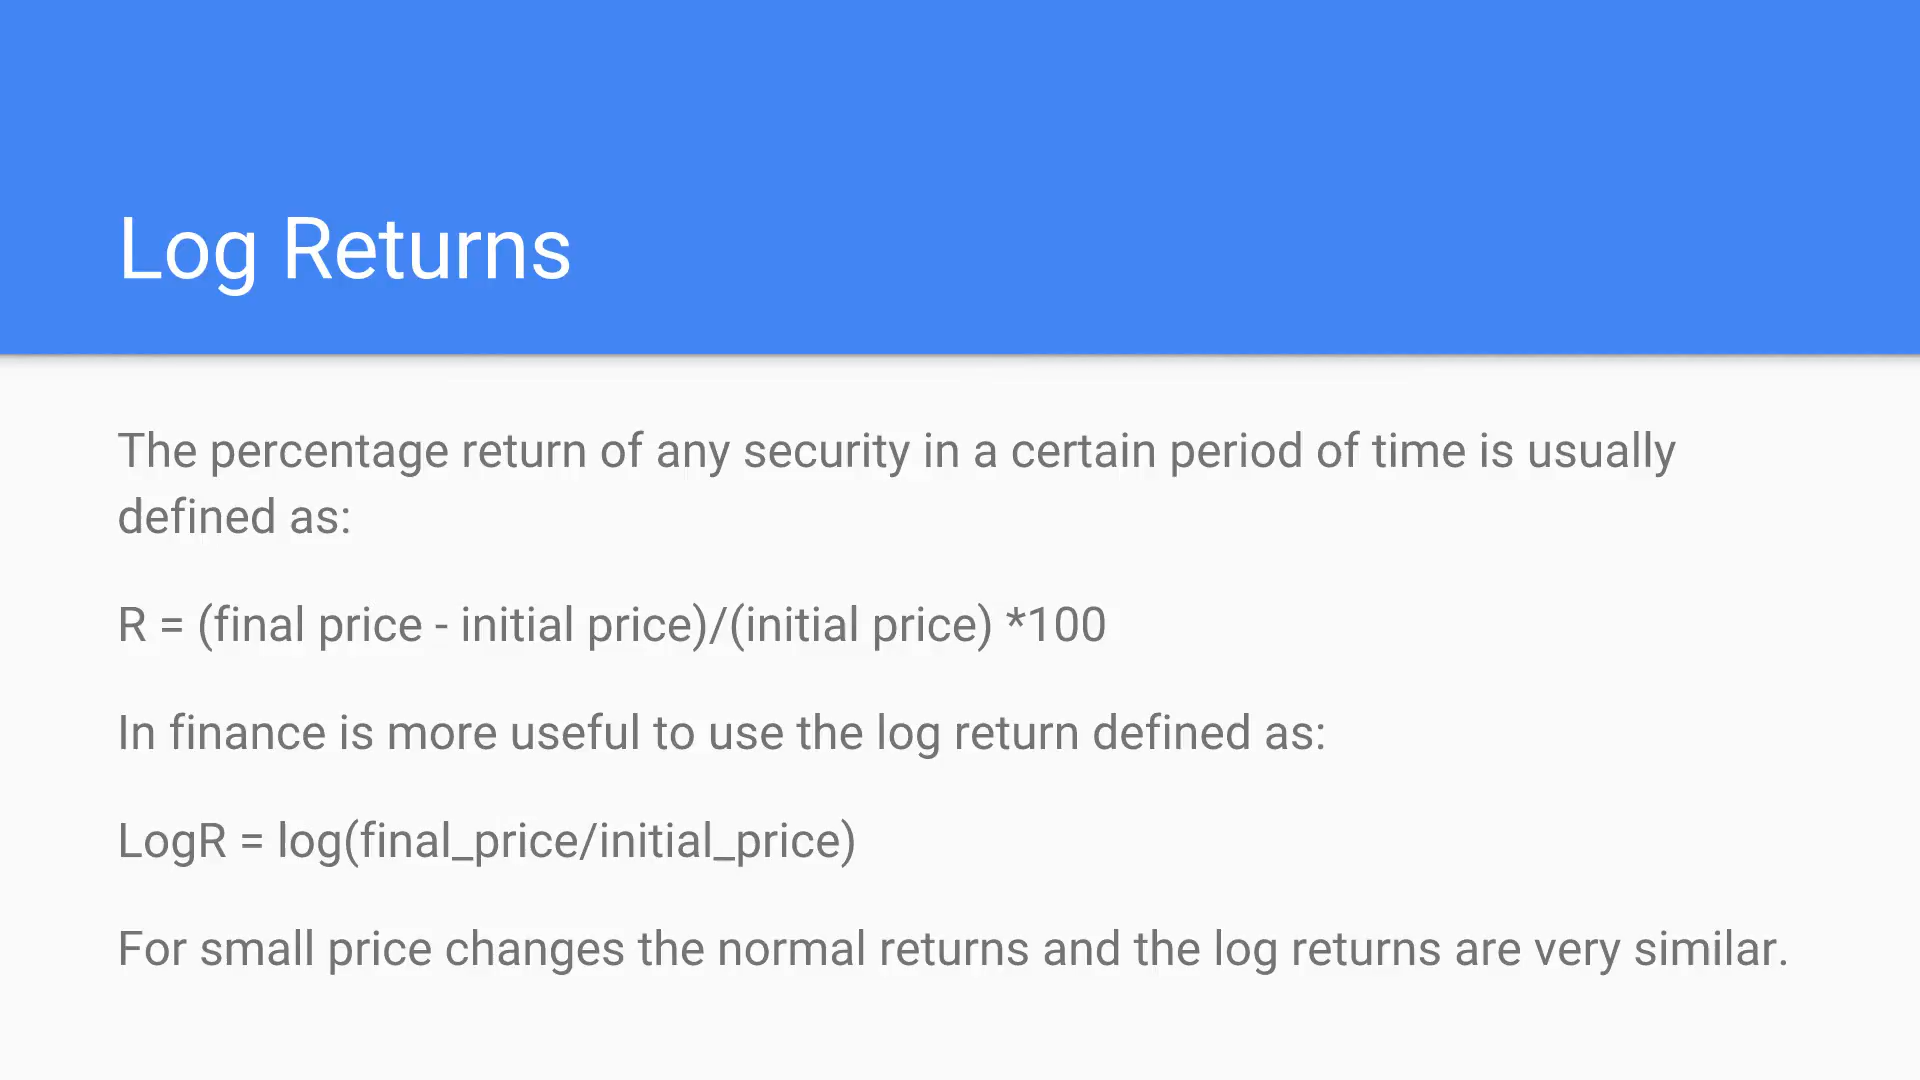 Log Returns
The percentage return of any security in a certain period of time is usually
defined as:
R = (final price - initial price)/(initial price) *100
In finance is more useful to use the log return defined as:
LogR = log(final_price/initial_price)
For small price changes the normal returns and the log returns are very similar.